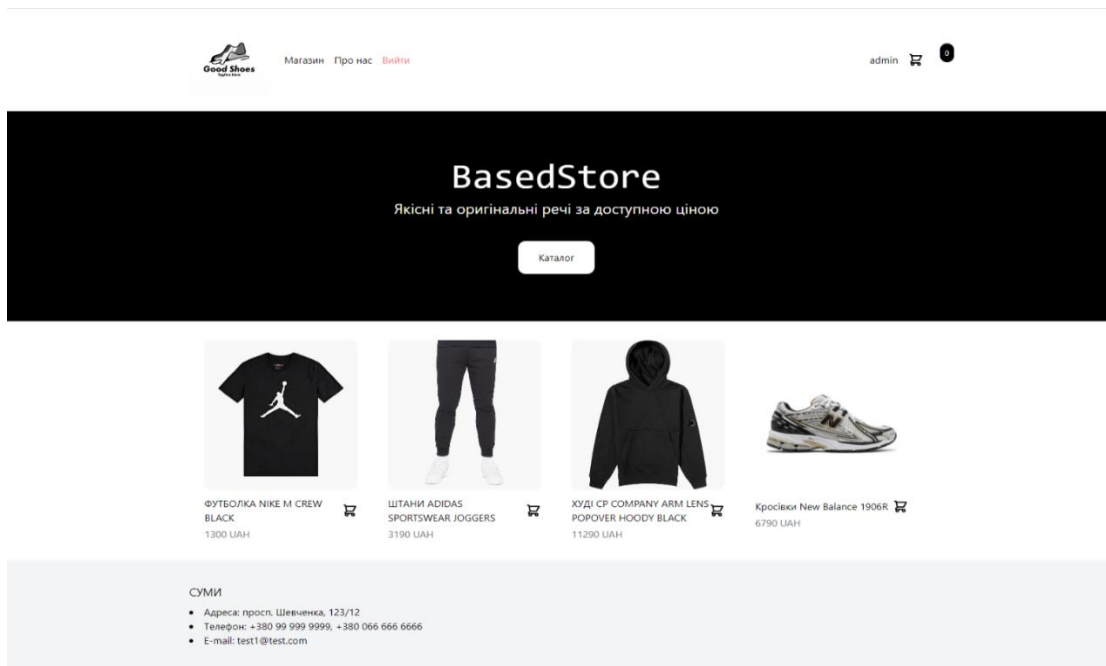 Good Shoes
Магазин Про нас Вийти
admin
0
BasedStore
Якісні та оригінальні речі за доступною ціною
Каталог
ФУТБОЛКА NIKE M CREW
BLACK
1300 UAH
ШТАНИ ADIDAS
SPORTSWEAR JOGGERS
3190 UAH
ХУДІ CP COMPANY ARM LENS
POPOVER HOODY BLACK
11290 UAH
Кросівки New Balance 1906R
6790 UAH
СУМИ
• Адреса: просп. Шевченка, 123/12
• Телефон: +380 99 999 9999, +380 066 666 6666
• E-mail: test1@test.com